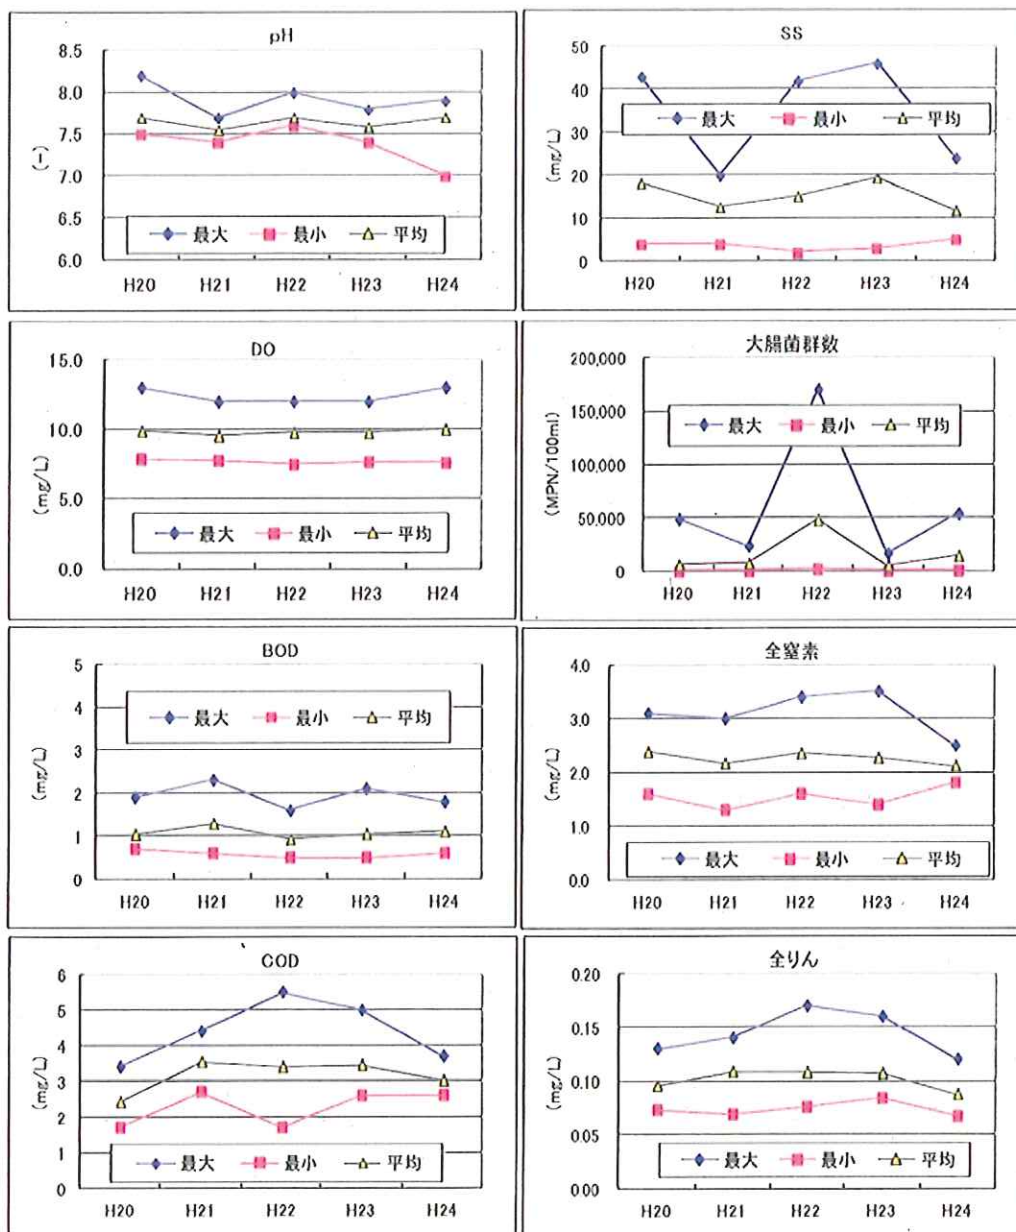 pH
8.5
8.0
7.5
7.0
6.5
6.0
(-)
最大 最小 平均
H20 H21 H22 H23 H24
SS
50
40
30
20
10
0
(mg/L)
最大 最小 平均
H20 H21 H22 H23 H24
DO
15.0
10.0
5.0
0.0
(mg/L)
最大 最小 平均
H20 H21 H22 H23 H24
大腸菌群数
200,000
150,000
100,000
50,000
0
(MPN/100ml)
最大 最小 平均
H20 H21 H22 H23 H24
BOD
5
4
3
2
1
0
(mg/L)
最大 最小 平均
H20 H21 H22 H23 H24
全窒素
4.0
3.0
2.0
1.0
0.0
(mg/L)
最大 最小 平均
H20 H21 H22 H23 H24
COD
6
5
4
3
2
1
0
(mg/L)
最大 最小 平均
H20 H21 H22 H23 H24
全りん
0.20
0.15
0.10
0.05
0.00
(mg/L)
最大 最小 平均
H20 H21 H22 H23 H24